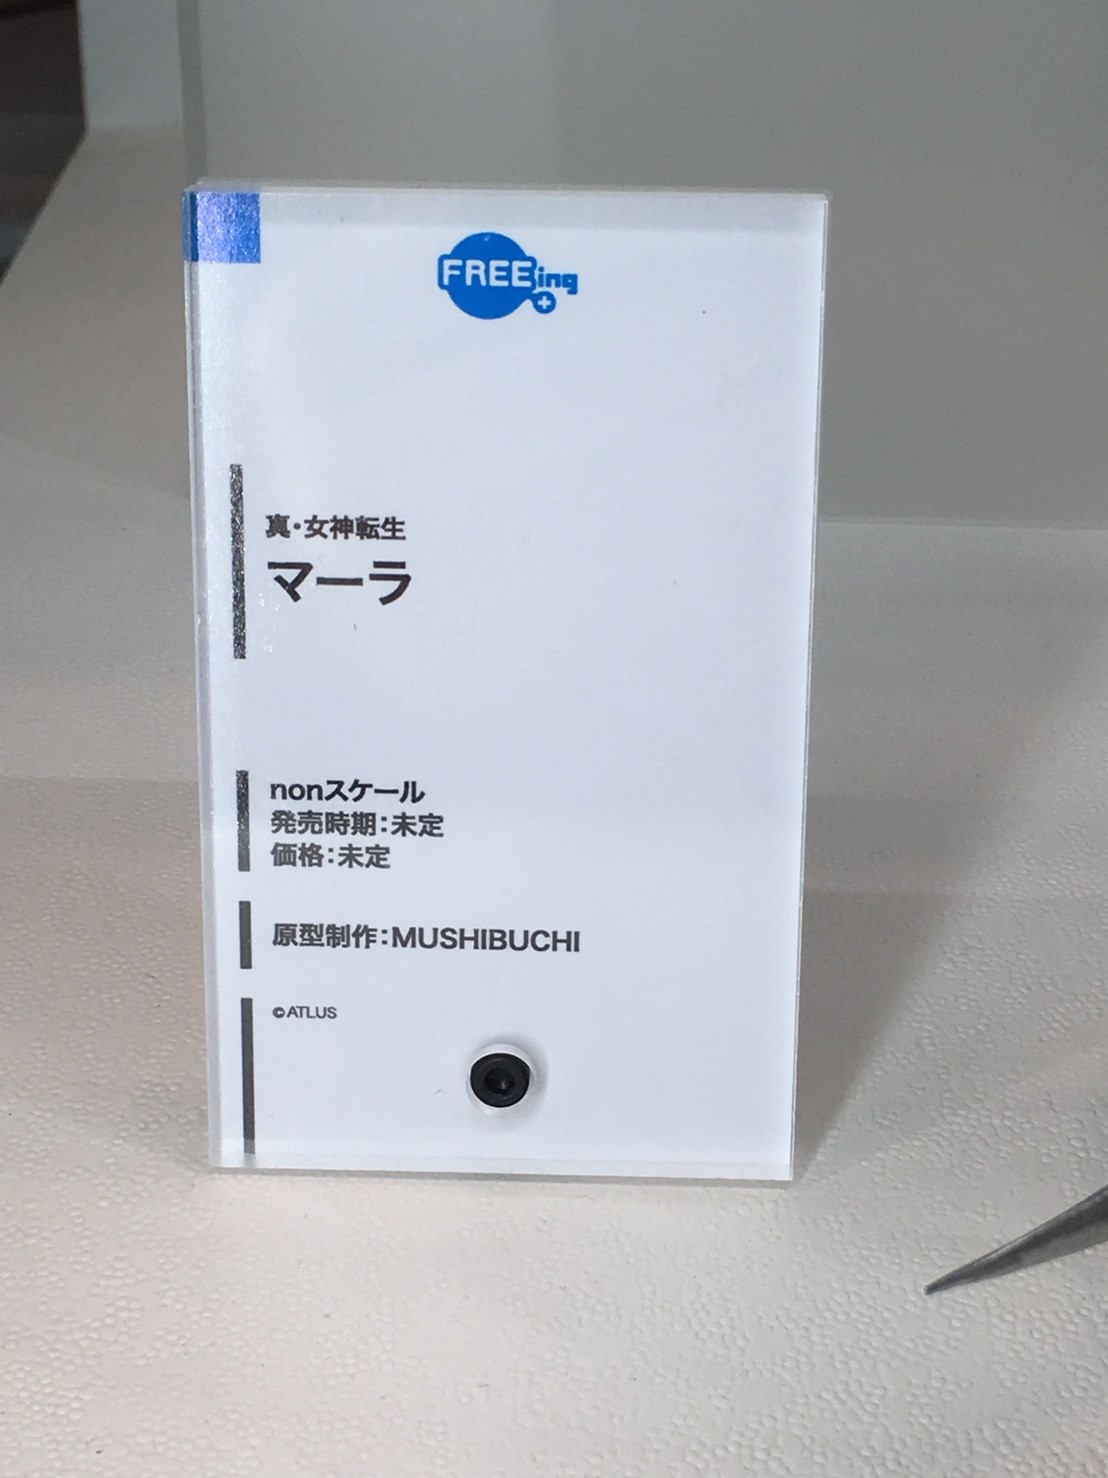 FREEing
真・女神転生
マーラ
nonスケール
発売時期：未定
価格：未定
原型制作：MUSHIBUCHI
©ATLUS